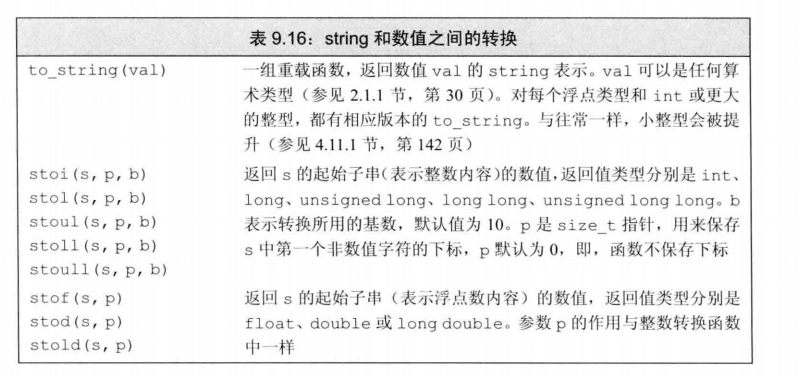 表 9.16：string 和数值之间的转换
to_string(val) 一组重载函数，返回数值 val 的 string 表示。val 可以是任何算
术类型（参见 2.1.1 节，第 30 页）。对每个浮点类型和 int 或更大
的整型，都有相应版本的 to_string。与往常一样，小整型会被提
升（参见 4.11.1 节，第 142 页）
stoi(s, p, b) 返回 s 的起始子串（表示整数内容）的数值，返回值类型分别是 int、
stol(s, p, b) long、unsigned long、long long、unsigned long long。b
stoul(s, p, b) 表示转换所用的基数，默认值为 10。p 是 size_t 指针，用来保存
stoll(s, p, b) s 中第一个非数值字符的下标，p 默认为 0，即，函数不保存下标
stoull(s, p, b)
stof(s, p) 返回 s 的起始子串（表示浮点数内容）的数值，返回值类型分别是
stod(s, p) float、double 或 long double。参数 p 的作用与整数转换函数
stold(s, p) 中一样